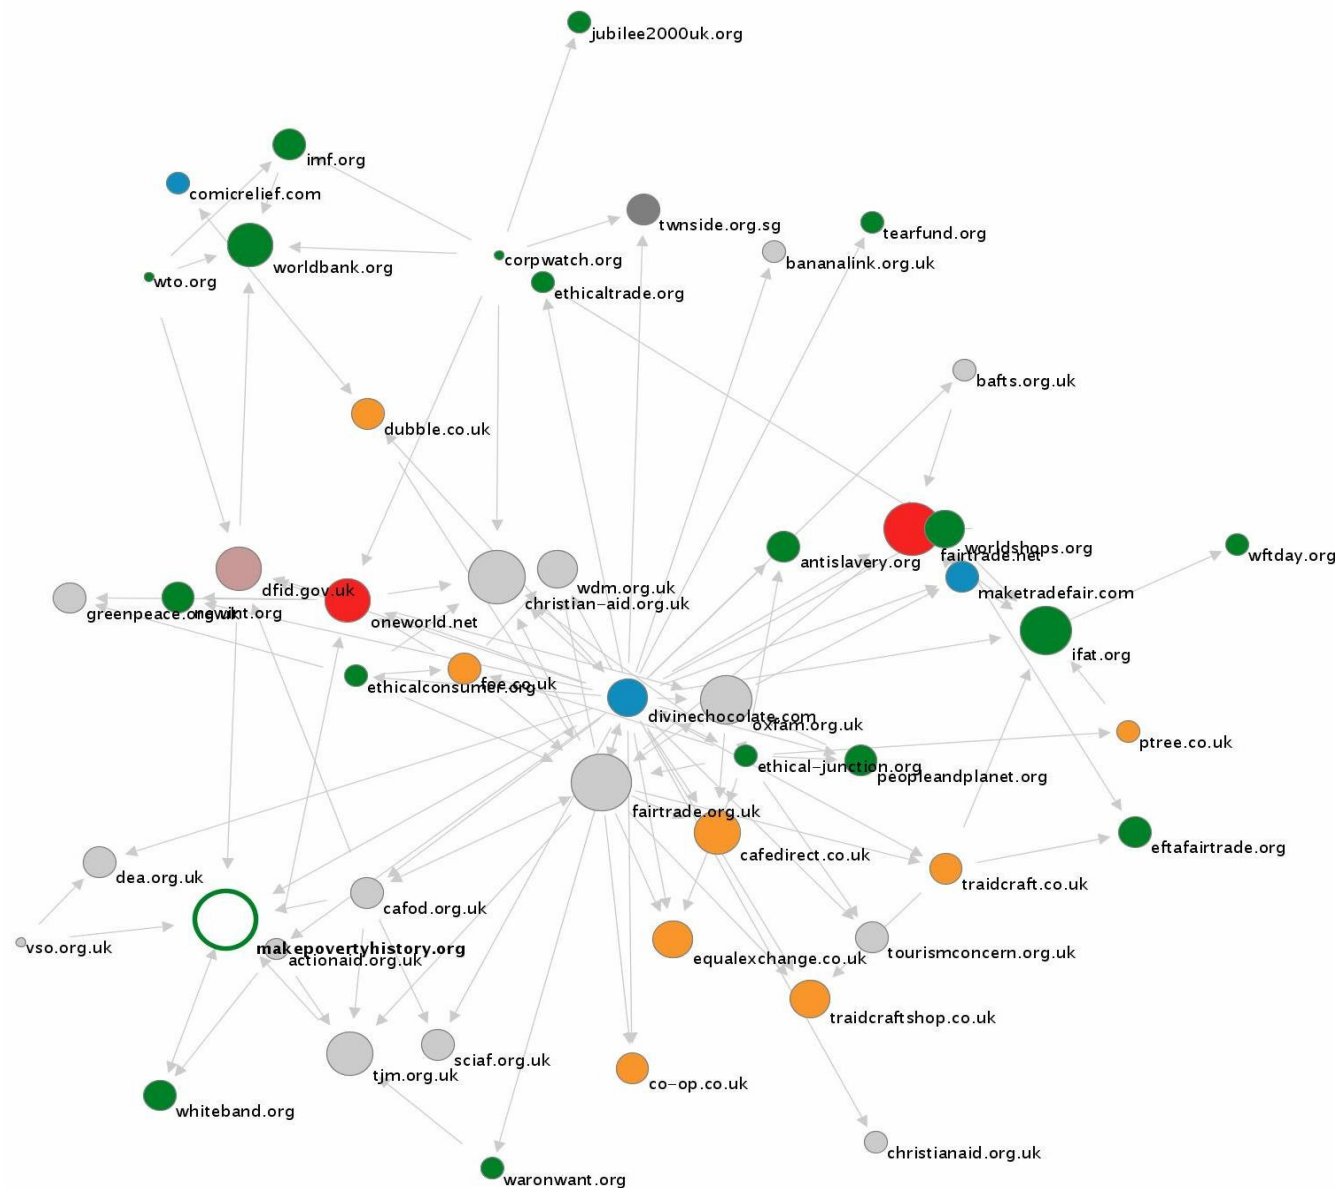 jubilee2000uk.org
imf.org
comicrelief.com
twnside.org.sg
tearfund.org
corpwatch.org
bananalink.org.uk
worldbank.org
wto.org
ethicaltrade.org
bafts.org.uk
dubble.co.uk
worldshops.org
fairtrade.net
wftday.org
antislavery.org
wdm.org.uk
dfid.gov.uk
maketradefair.com
christian-aid.org.uk
greenpeace.org.uk
newint.org
oneworld.net
ifat.org
foe.co.uk
ethicalconsumer.org
divinechocolate.com
oxfam.org.uk
ptree.co.uk
ethical-junction.org
peopleandplanet.org
fairtrade.org.uk
eftafairtrade.org
cafedirect.co.uk
dea.org.uk
traidcraft.co.uk
cafod.org.uk
vso.org.uk
makepovertyhistory.org
actionaid.org.uk
tourismconcern.org.uk
equalexchange.co.uk
traidcraftshop.co.uk
sciaf.org.uk
tjm.org.uk
co-op.co.uk
whiteband.org
christianaid.org.uk
waronwant.org